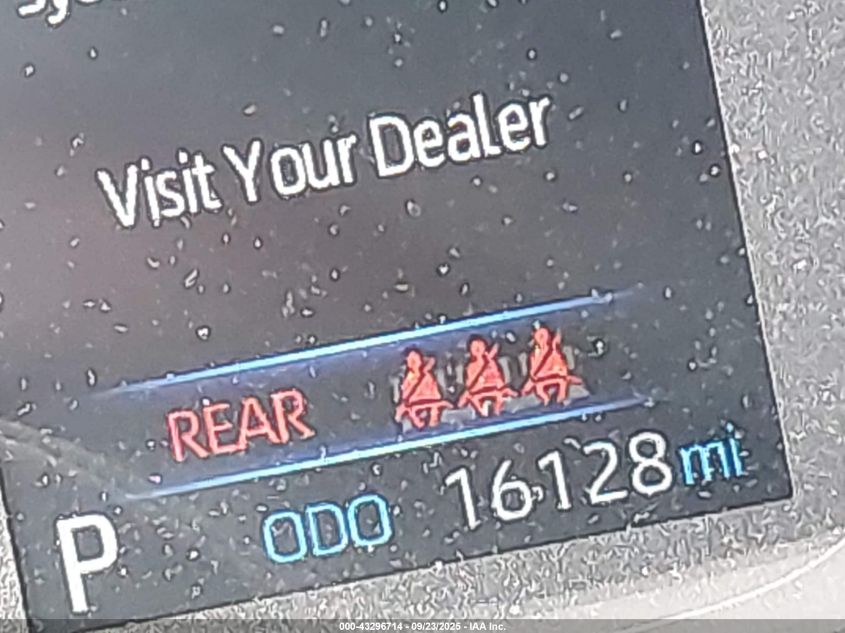 Visit Your Dealer
REAR
P ODO 16128 mi
000-43296714 - 09/23/2025 - IAA Inc.